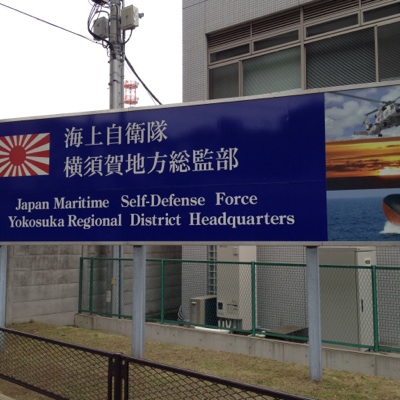 海上自衛隊
横須賀地方総監部
Japan Maritime Self-Defense Force
Yokosuka Regional District Headquarters